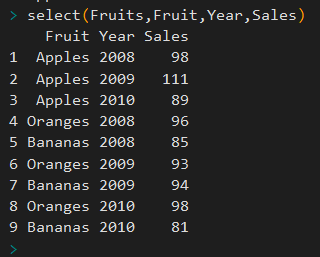 > select(Fruits,Fruit,Year,Sales)
Fruit Year Sales
1 Apples 2008 98
2 Apples 2009 111
3 Apples 2010 89
4 Oranges 2008 96
5 Bananas 2008 85
6 Oranges 2009 93
7 Bananas 2009 94
8 Oranges 2010 98
9 Bananas 2010 81
>